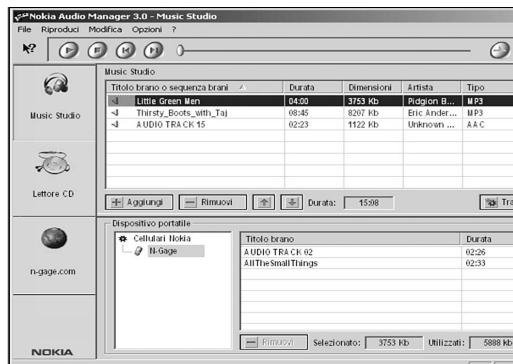 Nokia Audio Manager 3.0 - Music Studio
File Riproduci Modifica Opzioni ?
Music Studio
Lettore CD
n-gage.com
NOKIA
Music Studio
Titolo brano o sequenza brani Durata Dimensioni Artista Tipo
Little Green Men 04:00 3753 Kb Pidgion B... MP3
Thirsty_Boots_with_Taj 08:45 8207 Kb Eric Ander... MP3
AUDIO TRACK 15 02:23 1122 Kb Unknown ... AAC
Aggiungi Rimuovi Durata: 15:08 Tra
Dispositivo portatile
Cellulari Nokia
N-Gage
Titolo brano Durata
AUDIO TRACK 02 02:26
AllTheSmallThings 02:33
Rimuovi Selezionato: 3753 Kb Utilizzati: 5888 Kb